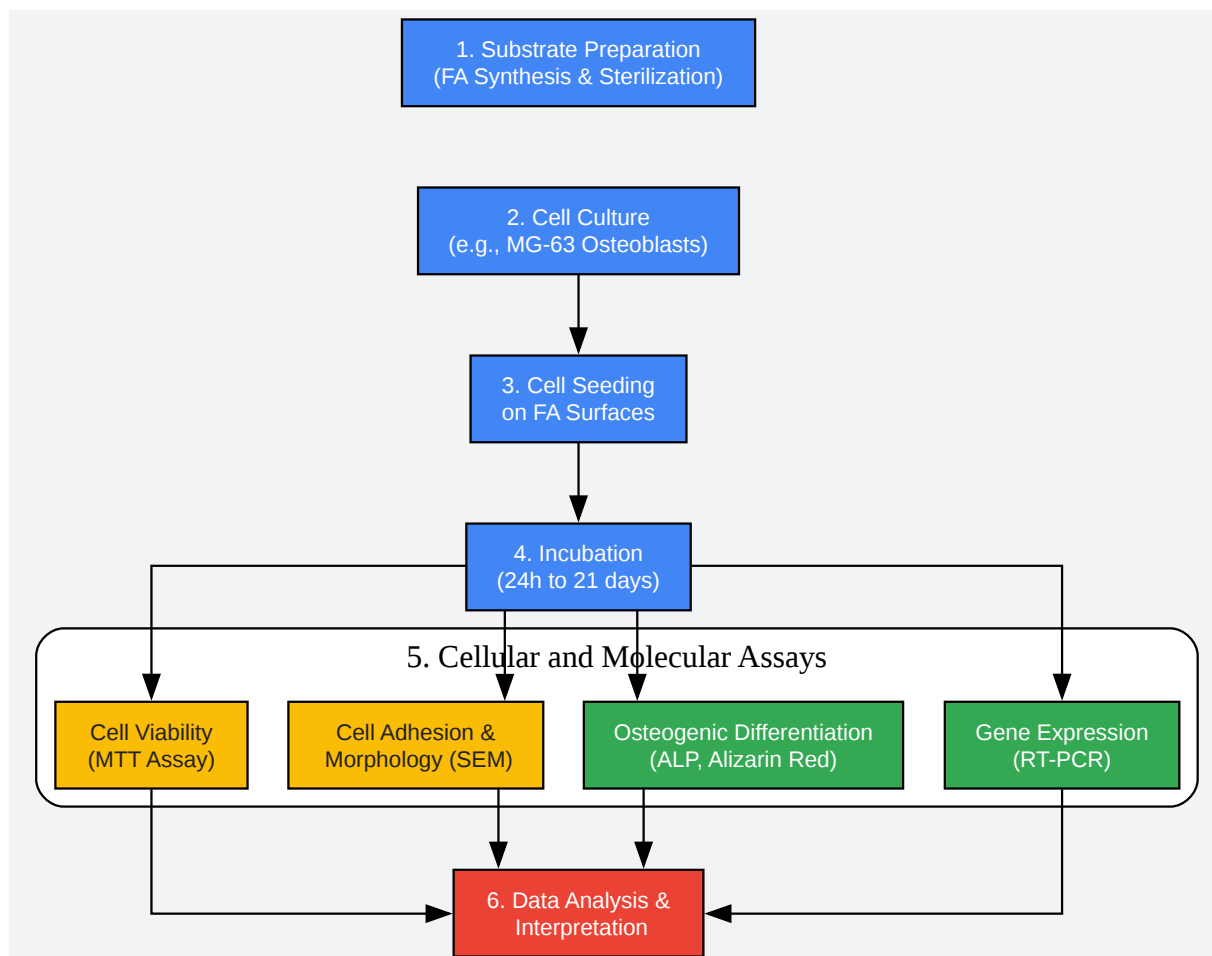 1. Substrate Preparation
(FA Synthesis & Sterilization)
2. Cell Culture
(e.g., MG-63 Osteoblasts)
3. Cell Seeding
on FA Surfaces
4. Incubation
(24h to 21 days)
5. Cellular and Molecular Assays
Cell Viability
(MTT Assay)
Cell Adhesion &
Morphology (SEM)
Osteogenic Differentiation
(ALP, Alizarin Red)
Gene Expression
(RT-PCR)
6. Data Analysis &
Interpretation